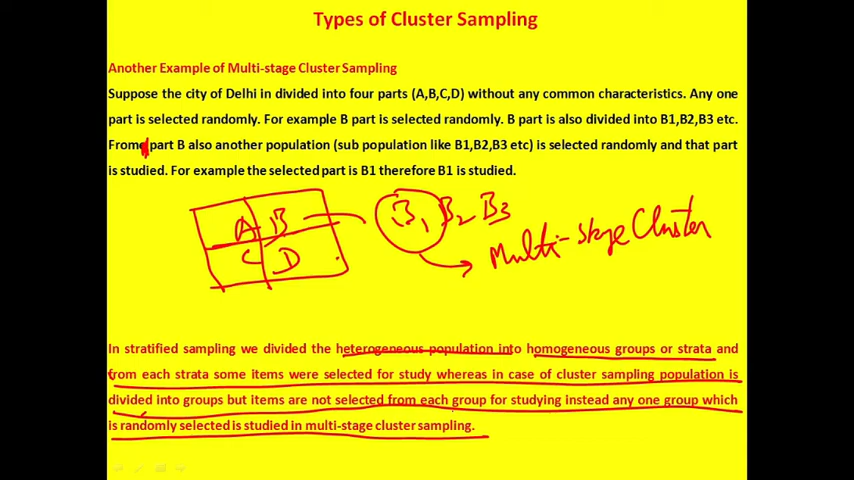 Types of Cluster Sampling
Another Example of Multi-stage Cluster Sampling
Suppose the city of Delhi in divided into four parts (A,B,C,D) without any common characteristics. Any one
part is selected randomly. For example B part is selected randomly. B part is also divided into B1,B2,B3 etc.
From part B also another population (sub population like B1,B2,B3 etc) is selected randomly and that part
is studied. For example the selected part is B1 therefore B1 is studied.
A B
C D
B1 B2 B3
Multi-stage Cluster
In stratified sampling we divided the heterogeneous population into homogeneous groups or strata and
from each strata some items were selected for study whereas in case of cluster sampling population is
divided into groups but items are not selected from each group for studying instead any one group which
is randomly selected is studied in multi-stage cluster sampling.